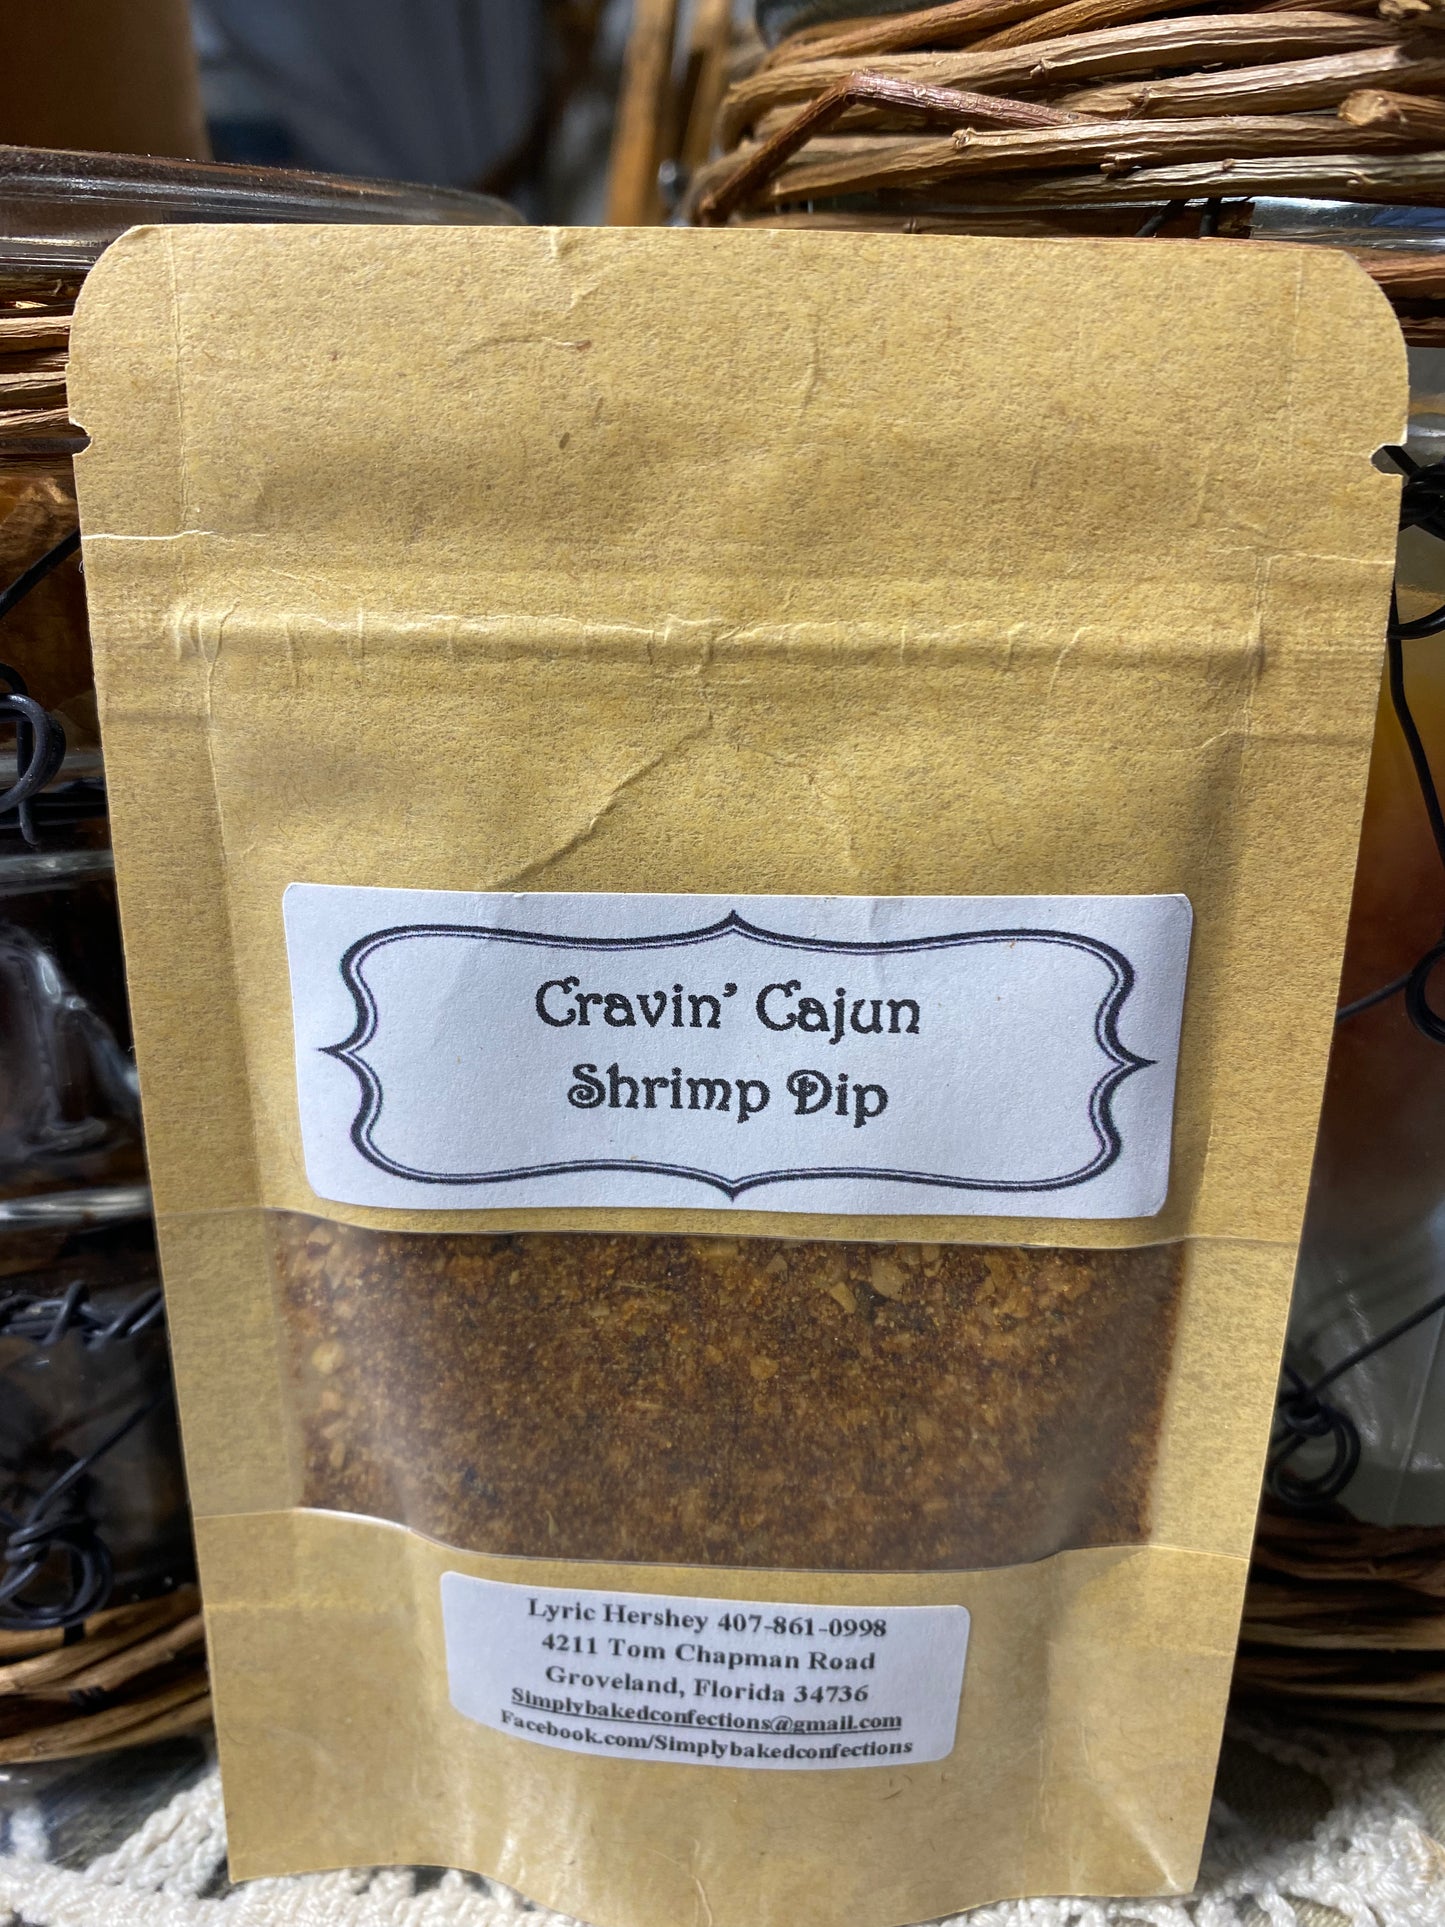 Cravin' Cajun
Shrimp Dip
Lyric Hershey 407-861-0998
4211 Tom Chapman Road
Groveland, Florida 34736
Simplybakedconfections@gmail.com
Facebook.com/Simplybakedconfections